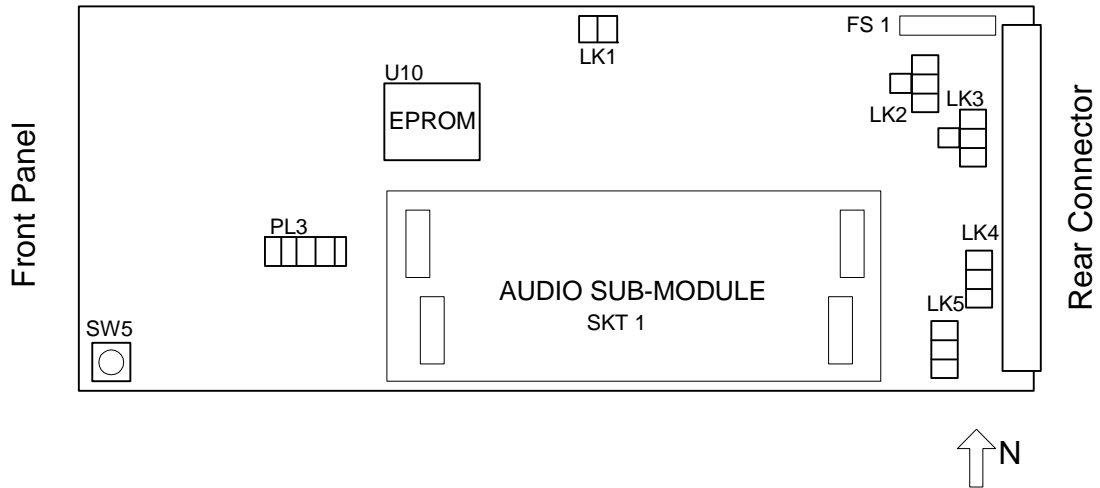 FS 1
LK1
U10
EPROM
LK2
LK3
Front Panel
Rear Connector
PL3
LK4
AUDIO SUB-MODULE
SKT 1
LK5
SW5
N